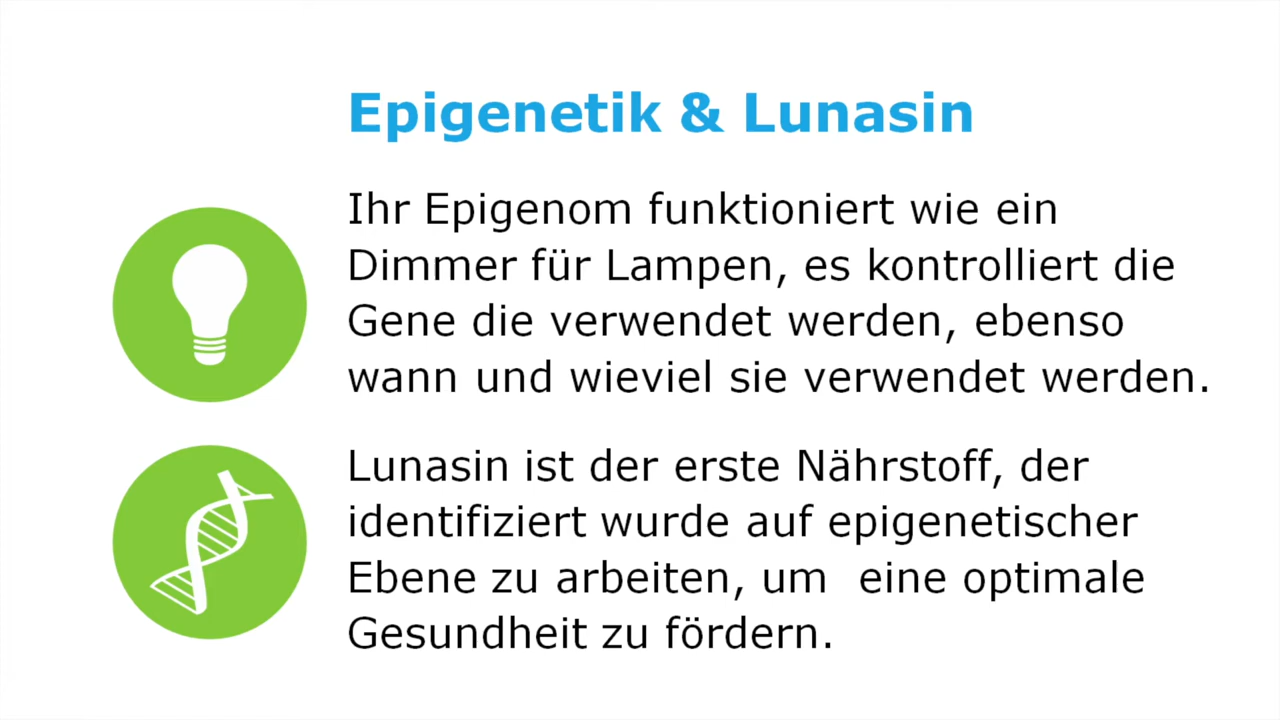 Epigenetik & Lunasin
Ihr Epigenom funktioniert wie ein
Dimmer für Lampen, es kontrolliert die
Gene die verwendet werden, ebenso
wann und wieviel sie verwendet werden.
Lunasin ist der erste Nährstoff, der
identifiziert wurde auf epigenetischer
Ebene zu arbeiten, um  eine optimale
Gesundheit zu fördern.